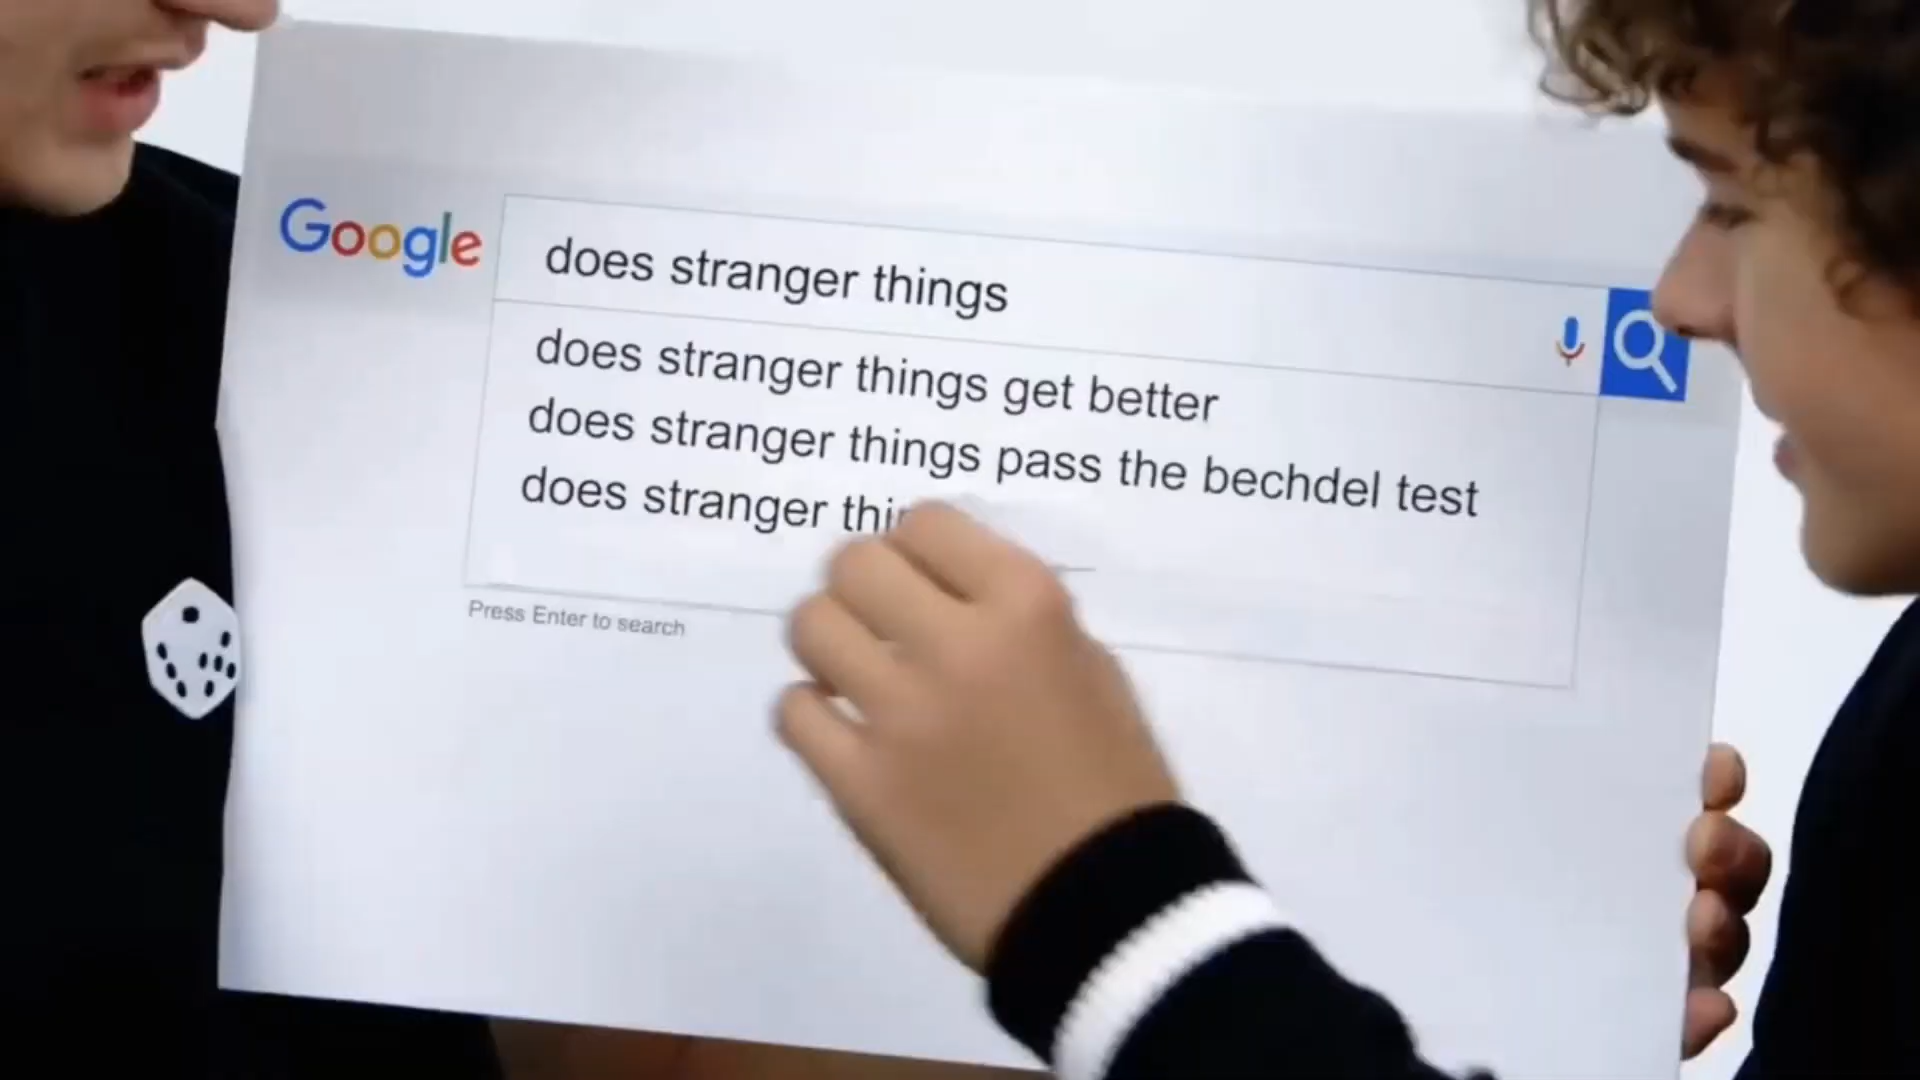 Google
does stranger things
does stranger things get better
does stranger things pass the bechdel test
does stranger
Press Enter to search